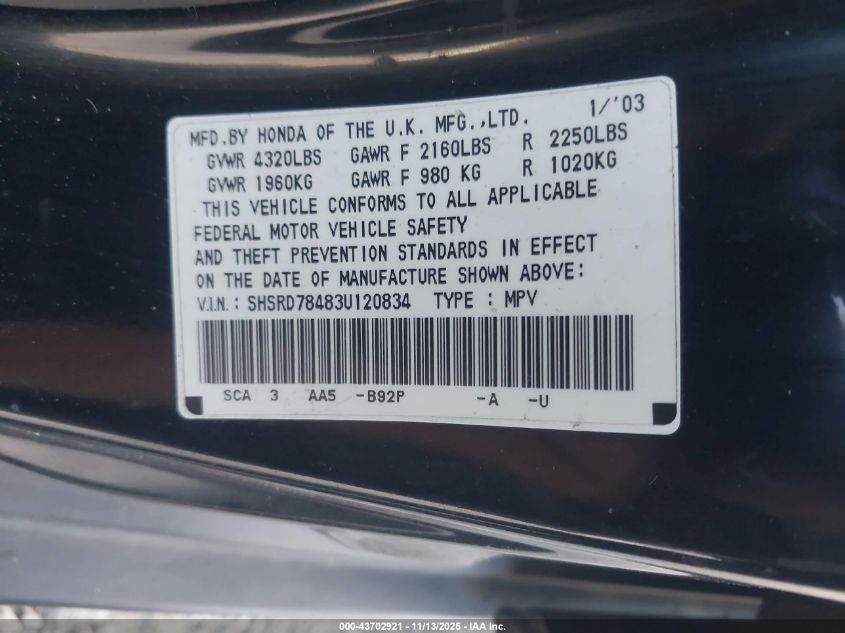 MFD.BY HONDA OF THE U.K. MFG.,LTD. 1/'03
GVWR 4320LBS GAWR F 2160LBS R 2250LBS
GVWR 1960KG GAWR F 980 KG R 1020KG
THIS VEHICLE CONFORMS TO ALL APPLICABLE
FEDERAL MOTOR VEHICLE SAFETY
AND THEFT PREVENTION STANDARDS IN EFFECT
ON THE DATE OF MANUFACTURE SHOWN ABOVE:
V.I.N.: SHSRD78483U120834 TYPE : MPV
SCA 3 AA5 -B92P -A -U
000-43702921 - 11/13/2025 - IAA Inc.